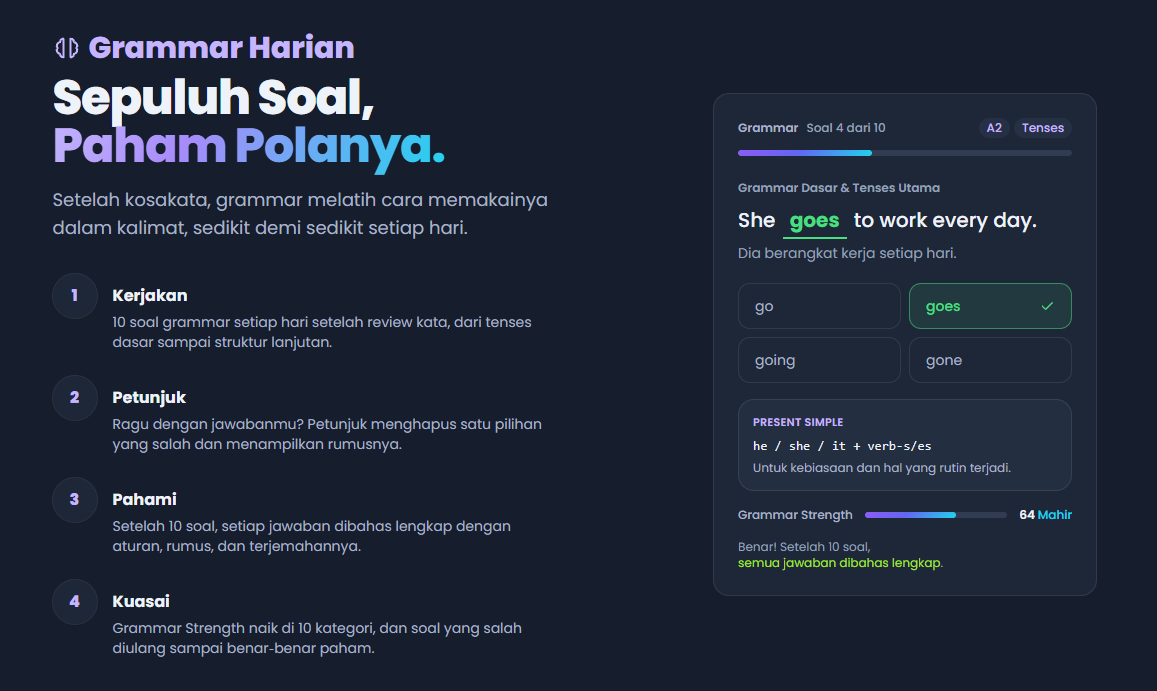 Grammar Harian
Sepuluh Soal,
Paham Polanya.
Setelah kosakata, grammar melatih cara memakainya
dalam kalimat, sedikit demi sedikit setiap hari.
1
Kerjakan
10 soal grammar setiap hari setelah review kata, dari tenses
dasar sampai struktur lanjutan.
2
Petunjuk
Ragu dengan jawabanmu? Petunjuk menghapus satu pilihan
yang salah dan menampilkan rumusnya.
3
Pahami
Setelah 10 soal, setiap jawaban dibahas lengkap dengan
aturan, rumus, dan terjemahannya.
4
Kuasai
Grammar Strength naik di 10 kategori, dan soal yang salah
diulang sampai benar-benar paham.
Grammar Soal 4 dari 10 A2 Tenses
Grammar Dasar & Tenses Utama
She goes to work every day.
Dia berangkat kerja setiap hari.
go
goes
going
gone
PRESENT SIMPLE
he / she / it + verb-s/es
Untuk kebiasaan dan hal yang rutin terjadi.
Grammar Strength 64 Mahir
Benar! Setelah 10 soal,
semua jawaban dibahas lengkap.